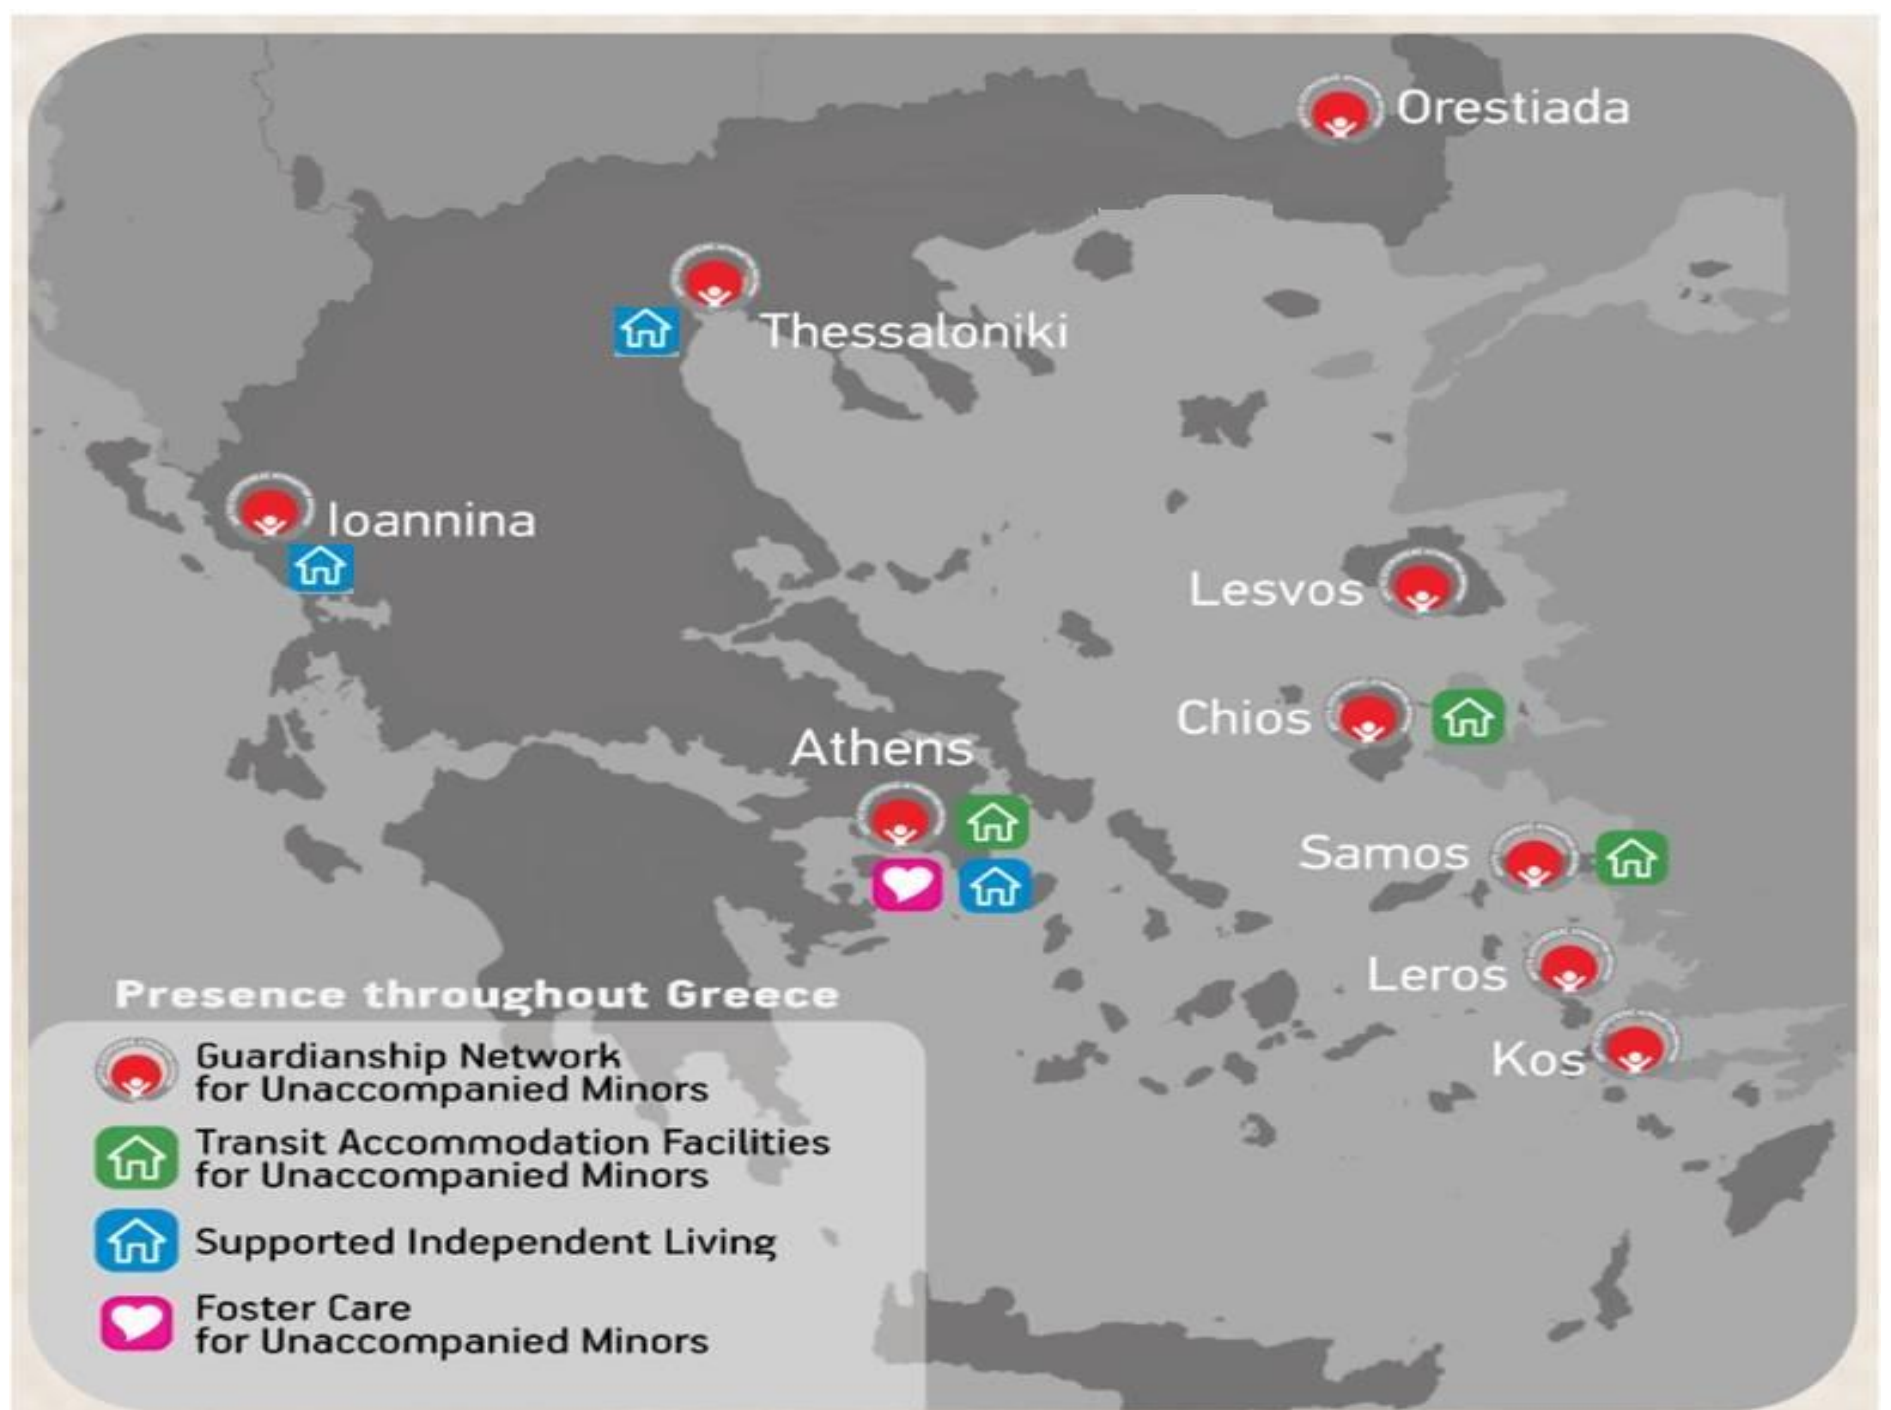 Orestiada
Thessaloniki
Ioannina
Lesvos
Chios
Athens
Samos
Leros
Kos
Presence throughout Greece
Guardianship Network
for Unaccompanied Minors
Transit Accommodation Facilities
for Unaccompanied Minors
Supported Independent Living
Foster Care
for Unaccompanied Minors